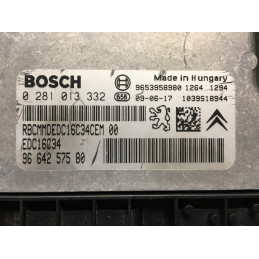 BOSCH
Made in Hungary
0 281 013 332
9653958980 1264 1294
656
09-06-17 1039S18944
RBCMMDEDC16C34CEM 00
EDC16C34
96 642 575 80